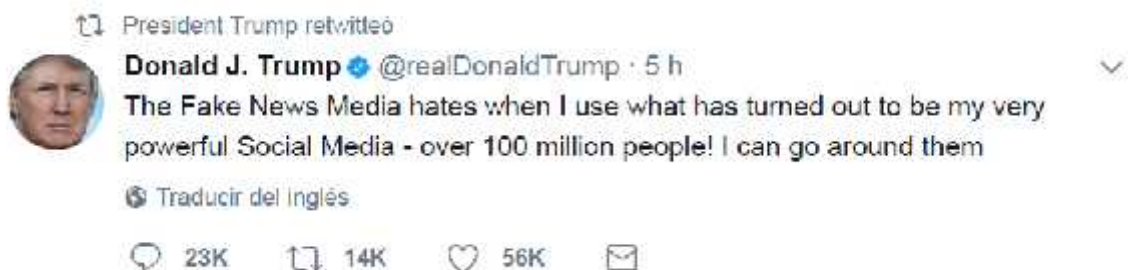 President Trump retwitteó
Donald J. Trump @realDonaldTrump · 5 h
The Fake News Media hates when I use what has turned out to be my very
powerful Social Media - over 100 million people! I can go around them
Traducir del inglés
23K 14K 56K